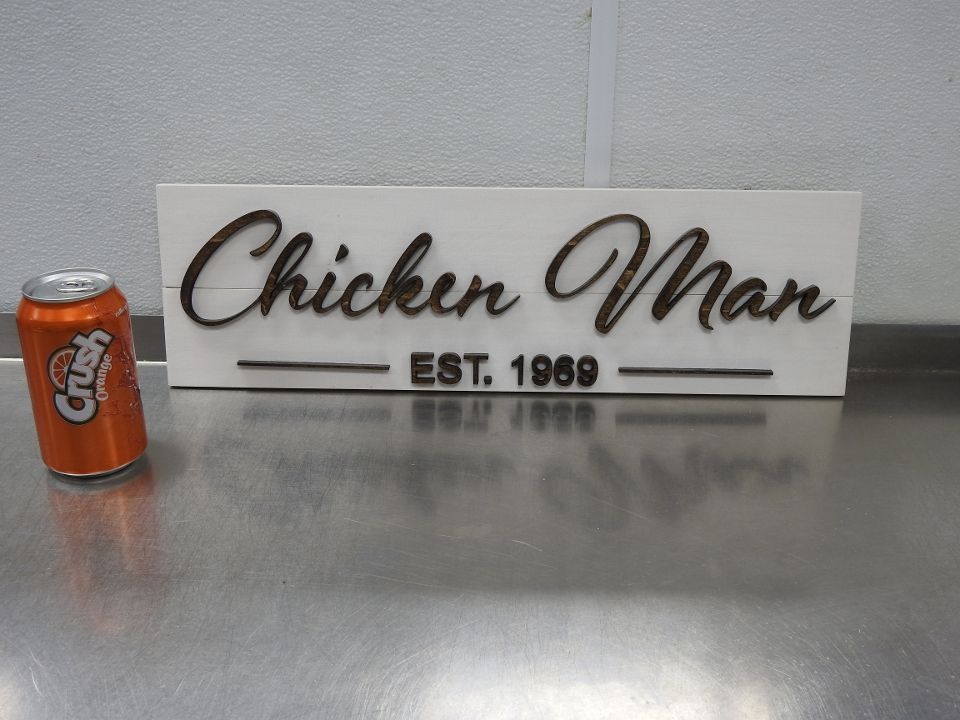 Chicken Man
EST. 1969
Crush
Orange